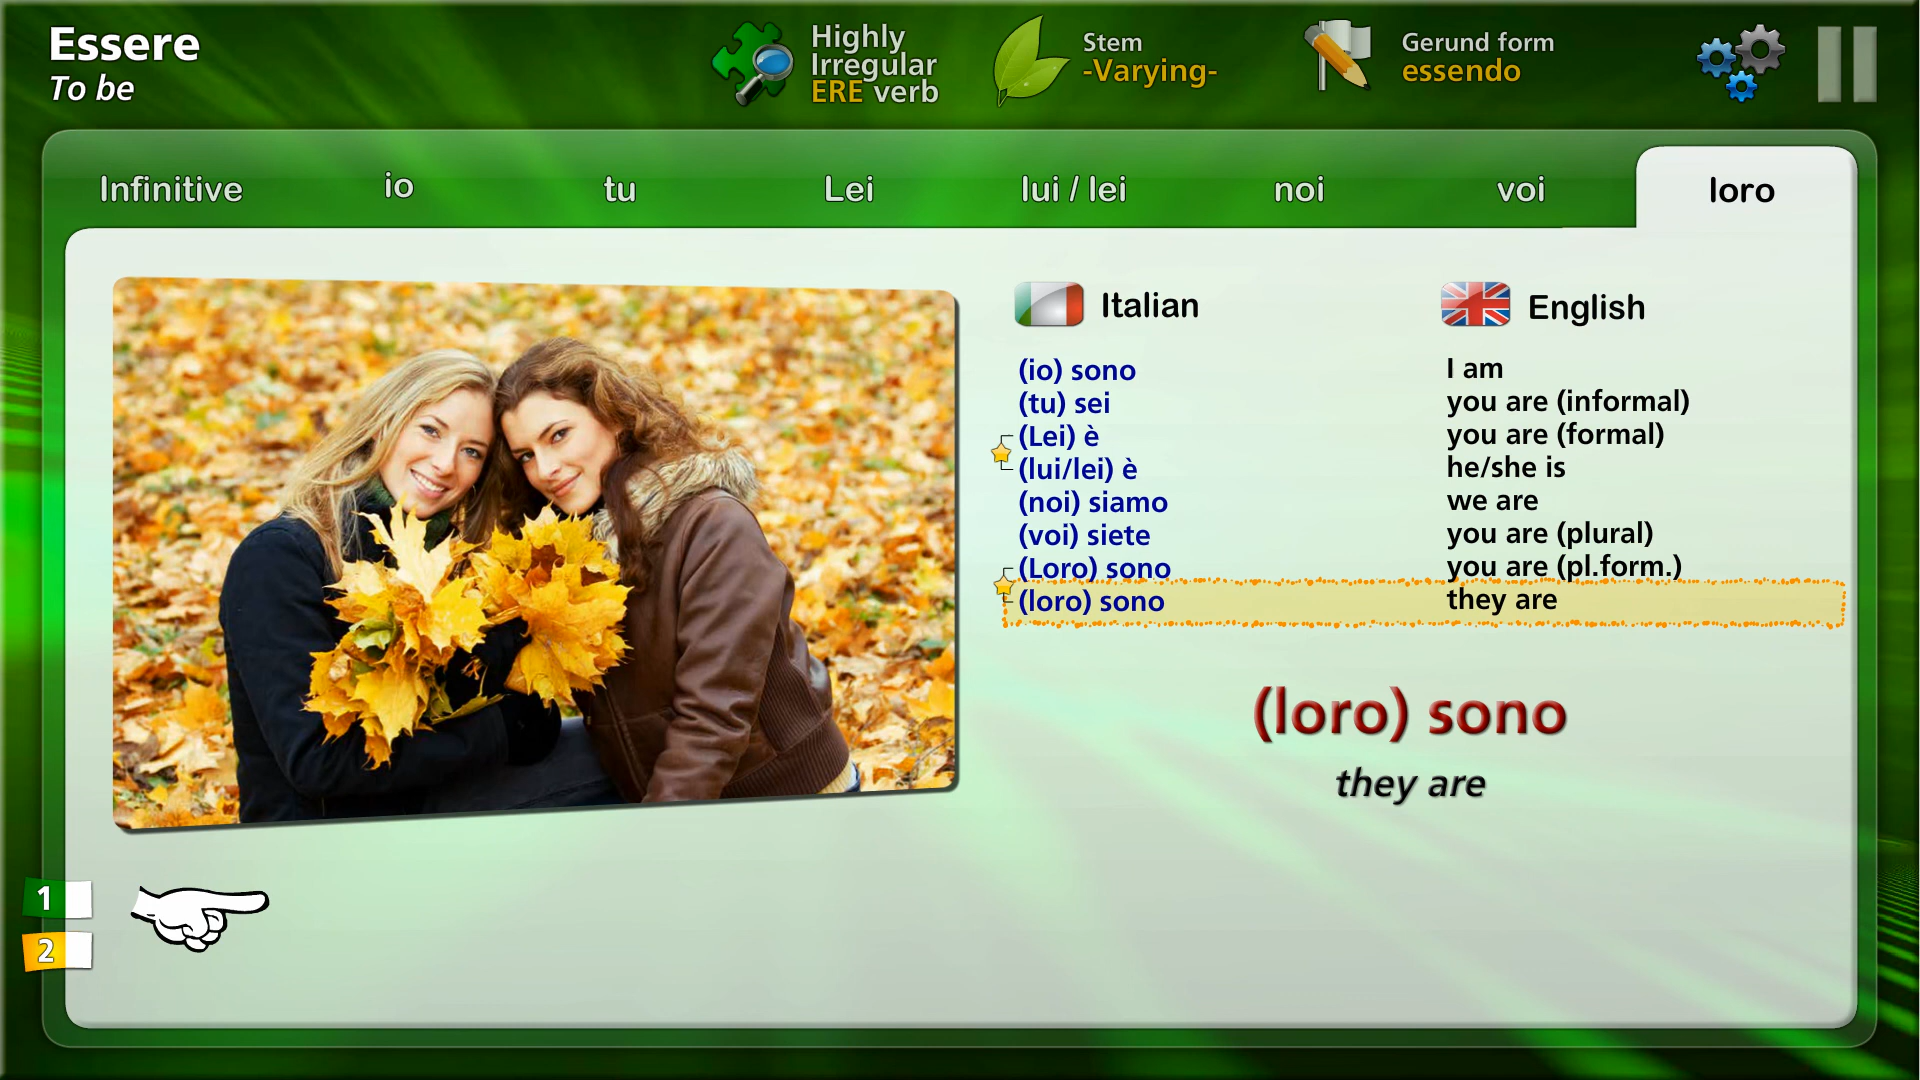 Essere
To be
Highly
Irregular
ERE verb
Stem
-Varying-
Gerund form
essendo
Infinitive
io
tu
Lei
lui / lei
noi
voi
loro
Italian
English
(io) sono
I am
(tu) sei
you are (informal)
(Lei) è
you are (formal)
(lui/lei) è
he/she is
(noi) siamo
we are
(voi) siete
you are (plural)
(Loro) sono
you are (pl.form.)
(loro) sono
they are
(loro) sono
they are
1
2